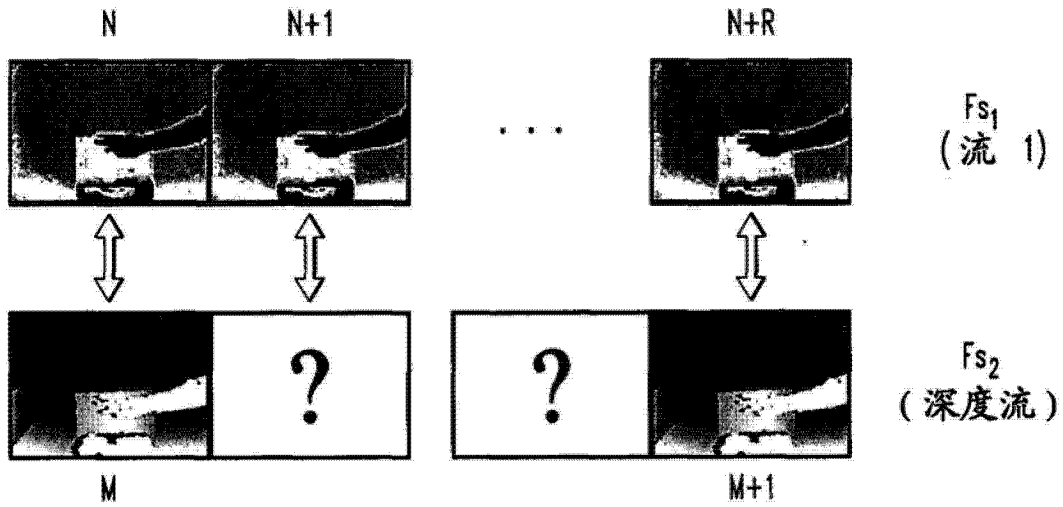 N N+1 N+R
. . .
Fs₁
(流 1)
? ?
Fs₂
(深度流)
M M+1